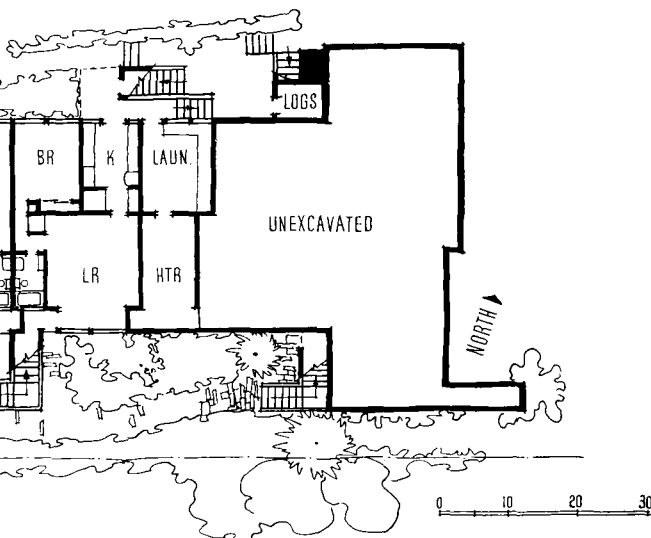 LOGS
BR K LAUN.
UNEXCAVATED
LR HTR
NORTH
0 10 20 30